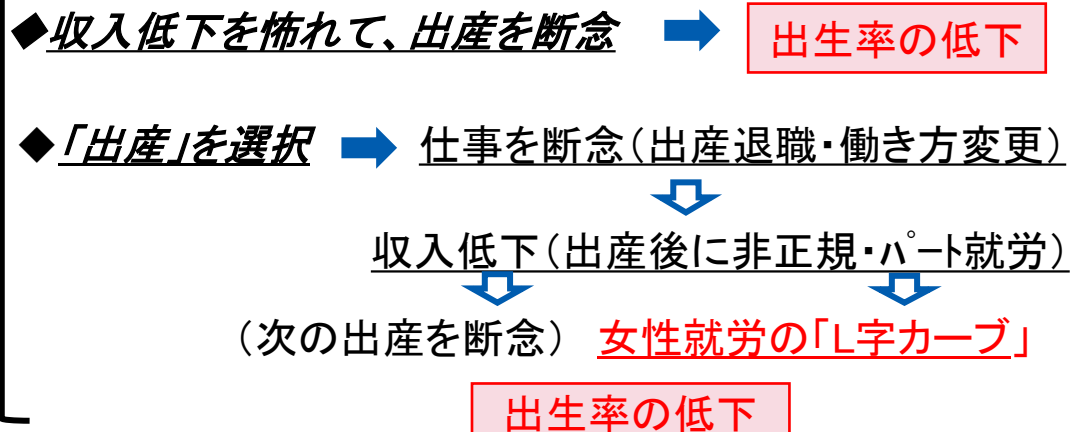 ◆収入低下を怖れて、出産を断念 出生率の低下
◆「出産」を選択 仕事を断念（出産退職・働き方変更）
収入低下（出産後に非正規・ﾊﾟｰﾄ就労）
（次の出産を断念） 女性就労の「L字カーブ」
出生率の低下